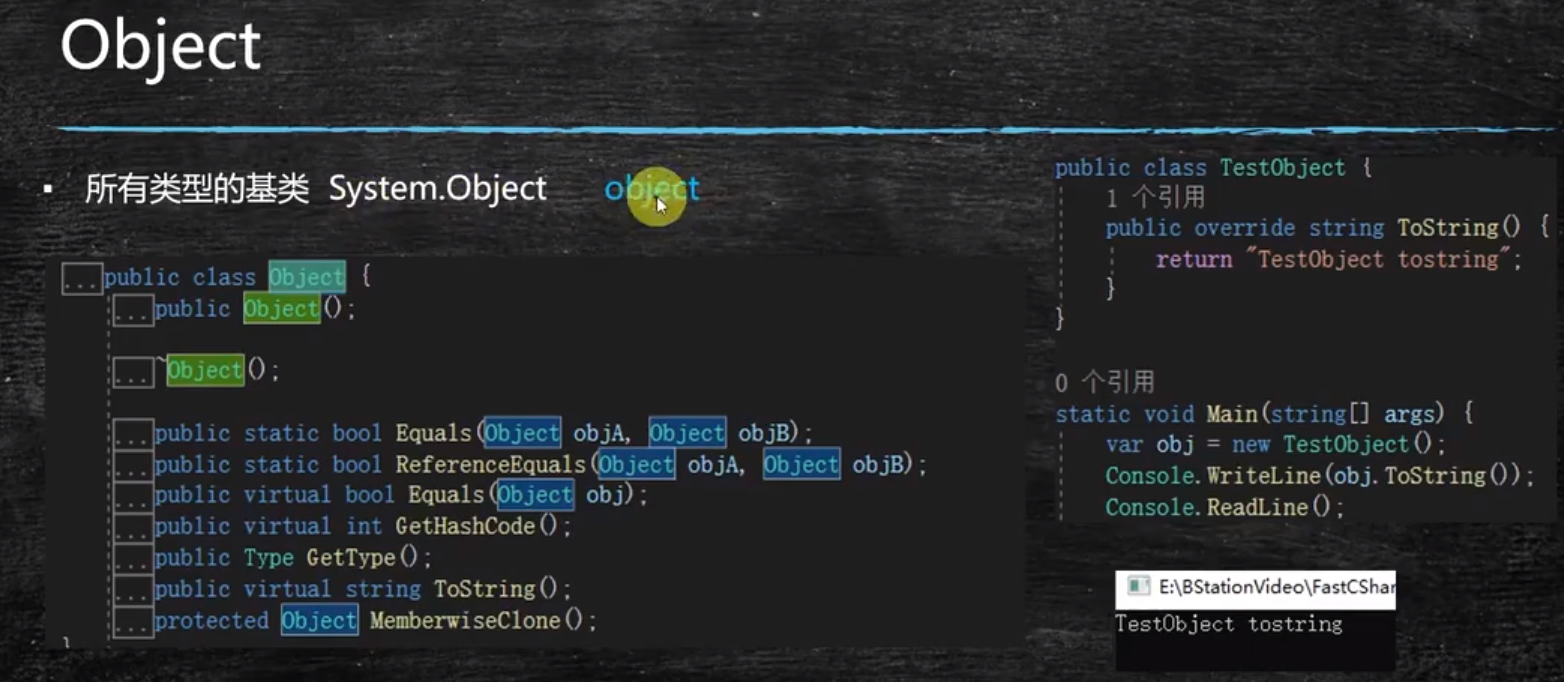 Object
▪ 所有类型的基类 System.Object object
...public class Object {
...public Object();
...~Object();
...public static bool Equals(Object objA, Object objB);
...public static bool ReferenceEquals(Object objA, Object objB);
...public virtual bool Equals(Object obj);
...public virtual int GetHashCode();
...public Type GetType();
...public virtual string ToString();
...protected Object MemberwiseClone();
}
public class TestObject {
1 个引用
public override string ToString() {
return "TestObject tostring";
}
}
0 个引用
static void Main(string[] args) {
var obj = new TestObject();
Console.WriteLine(obj.ToString());
Console.ReadLine();
E:\BStationVideo\FastCShar
TestObject tostring